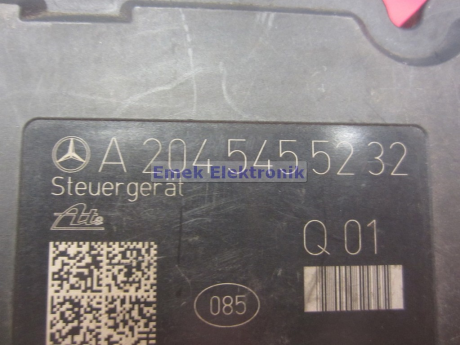 A 204 545 52 32
Emek Elektronik
Steuergerät
Ate
Q 01
085